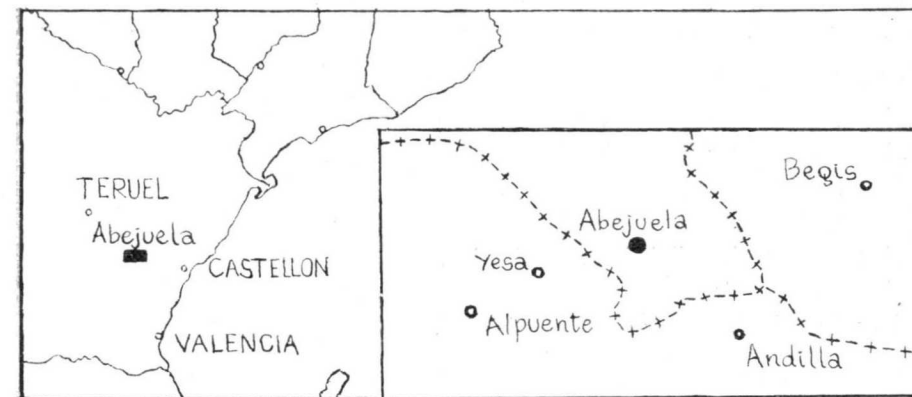 TERUEL
Abejuela
CASTELLON
VALENCIA
Begis
Abejuela
Yesa
Alpuente
Andilla